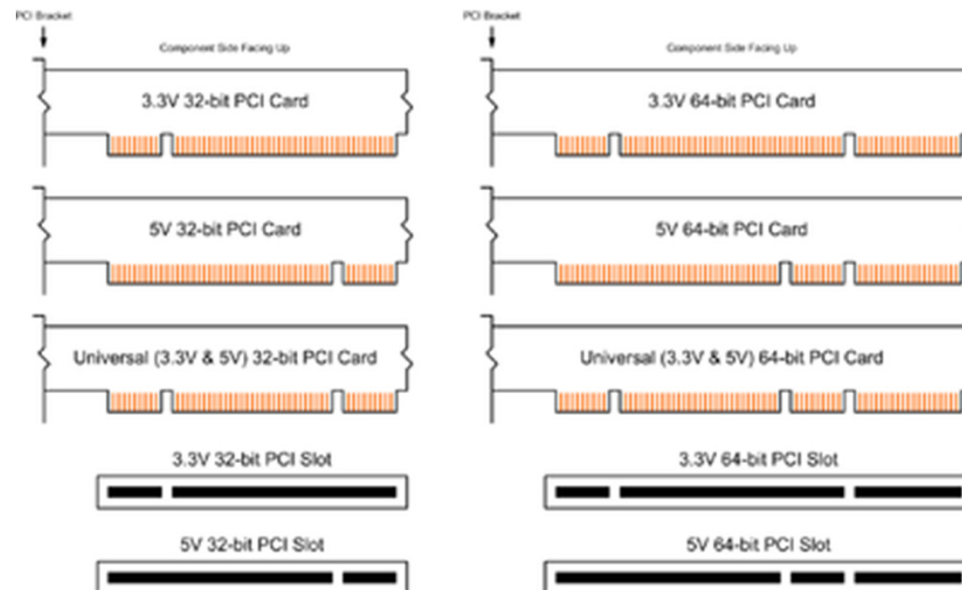 PCI Bracket
Component Side Facing Up
3.3V 32-bit PCI Card
5V 32-bit PCI Card
Universal (3.3V & 5V) 32-bit PCI Card
3.3V 32-bit PCI Slot
5V 32-bit PCI Slot
PCI Bracket
Component Side Facing Up
3.3V 64-bit PCI Card
5V 64-bit PCI Card
Universal (3.3V & 5V) 64-bit PCI Card
3.3V 64-bit PCI Slot
5V 64-bit PCI Slot